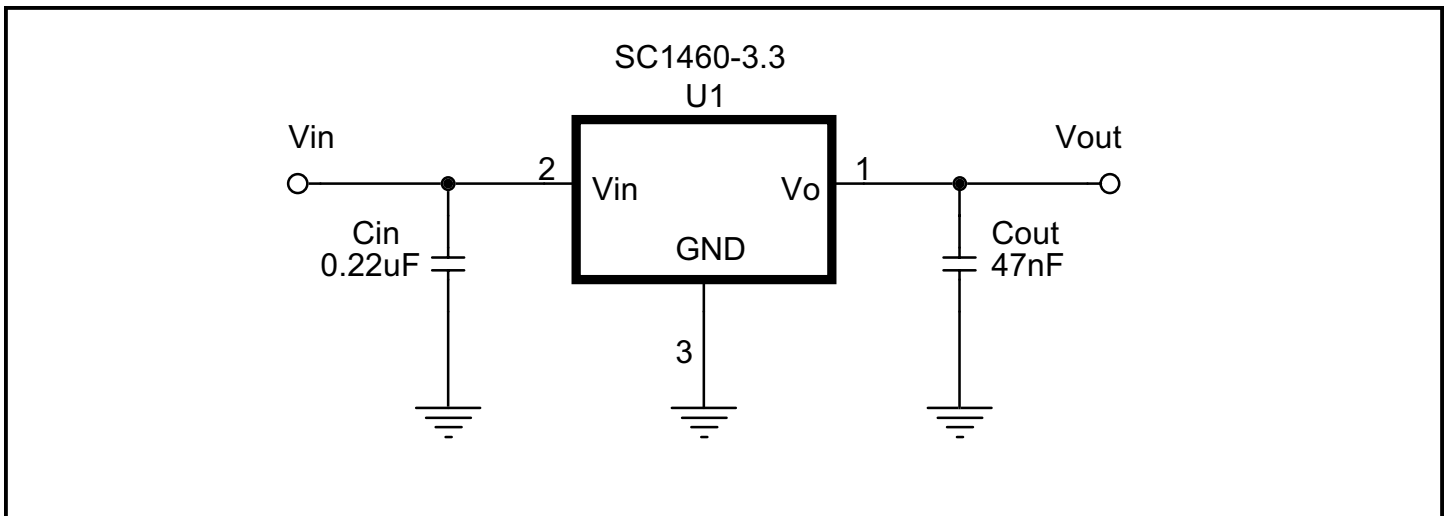 SC1460-3.3
U1
Vin
Vout
2
1
Vin
Vo
Cin
0.22uF
GND
Cout
47nF
3